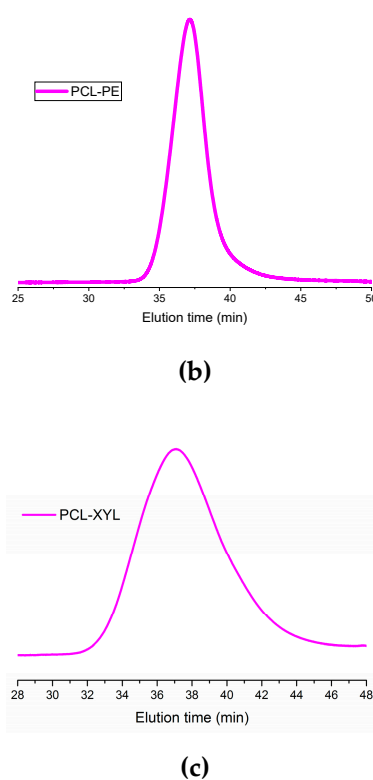 PCL-PE
25 30 35 40 45 50
Elution time (min)
(b)
PCL-XYL
28 30 32 34 36 38 40 42 44 46 48
Elution time (min)
(c)